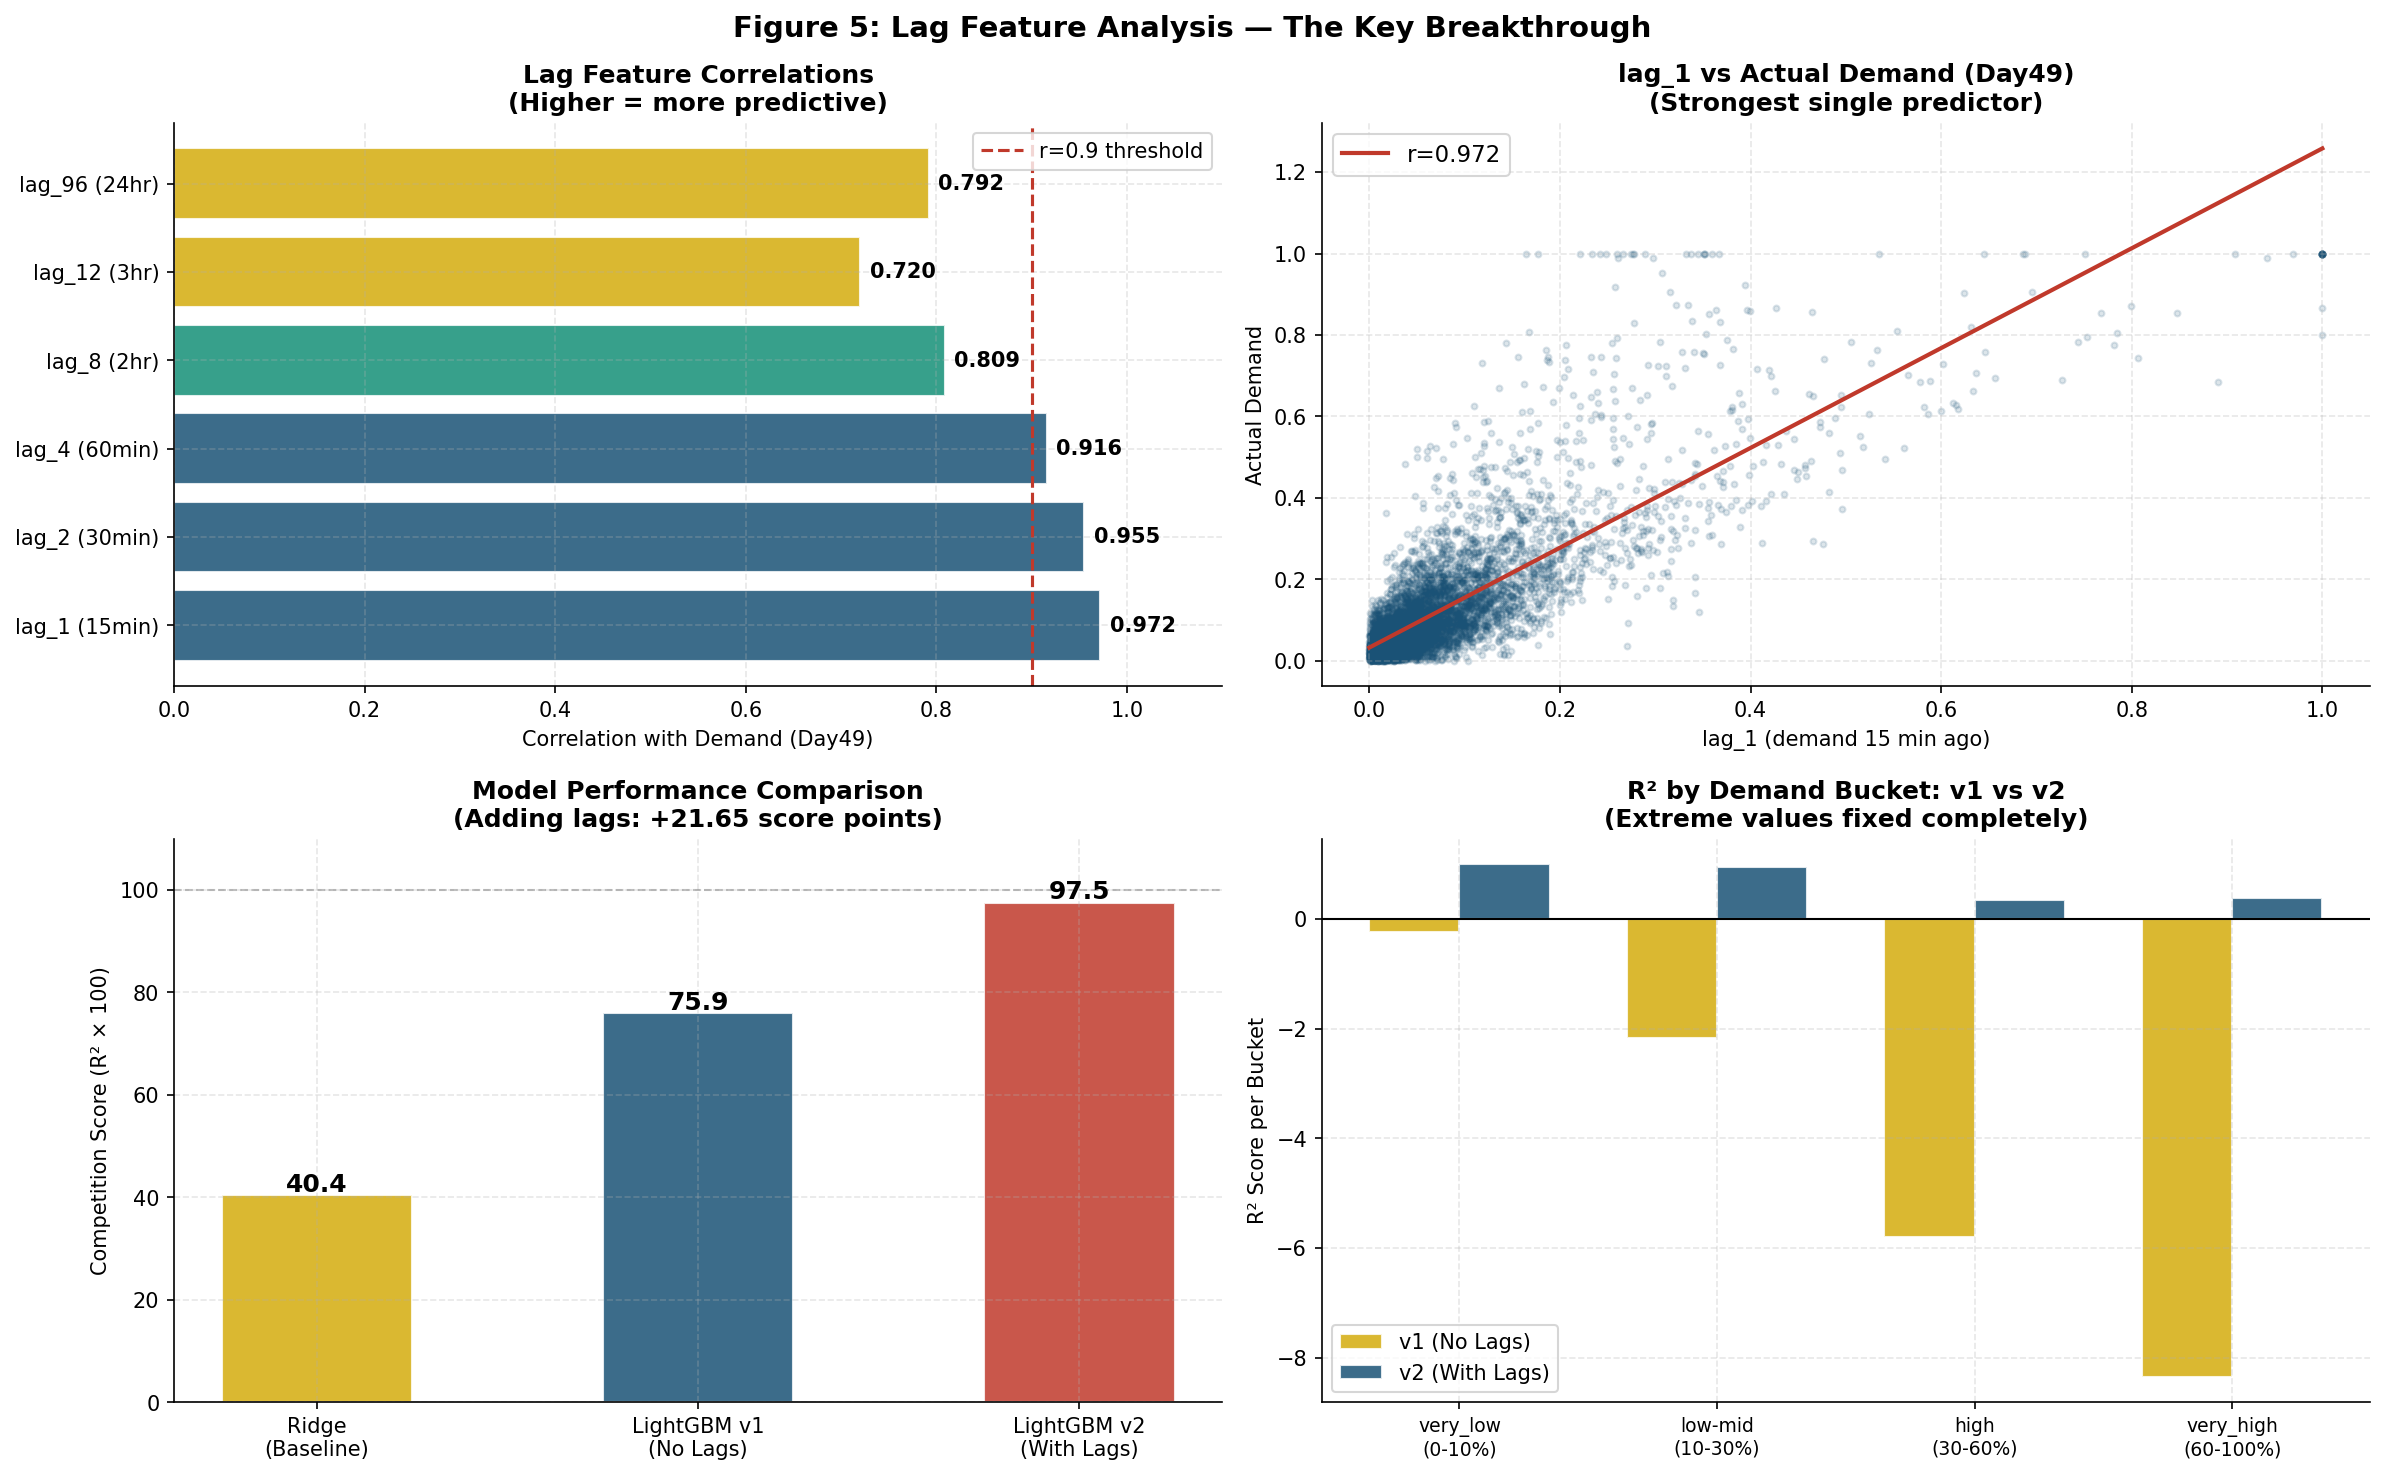 Figure 5: Lag Feature Analysis — The Key Breakthrough
Lag Feature Correlations
(Higher = more predictive)
r=0.9 threshold
lag_96 (24hr)
0.792
lag_12 (3hr)
0.720
lag_8 (2hr)
0.809
lag_4 (60min)
0.916
lag_2 (30min)
0.955
lag_1 (15min)
0.972
0.0 0.2 0.4 0.6 0.8 1.0
Correlation with Demand (Day49)
lag_1 vs Actual Demand (Day49)
(Strongest single predictor)
r=0.972
Actual Demand
1.2
1.0
0.8
0.6
0.4
0.2
0.0
0.0 0.2 0.4 0.6 0.8 1.0
lag_1 (demand 15 min ago)
Model Performance Comparison
(Adding lags: +21.65 score points)
Competition Score (R² × 100)
100
80
60
40
20
0
40.4
75.9
97.5
Ridge
(Baseline)
LightGBM v1
(No Lags)
LightGBM v2
(With Lags)
R² by Demand Bucket: v1 vs v2
(Extreme values fixed completely)
R² Score per Bucket
0
−2
−4
−6
−8
v1 (No Lags)
v2 (With Lags)
very_low
(0-10%)
low-mid
(10-30%)
high
(30-60%)
very_high
(60-100%)